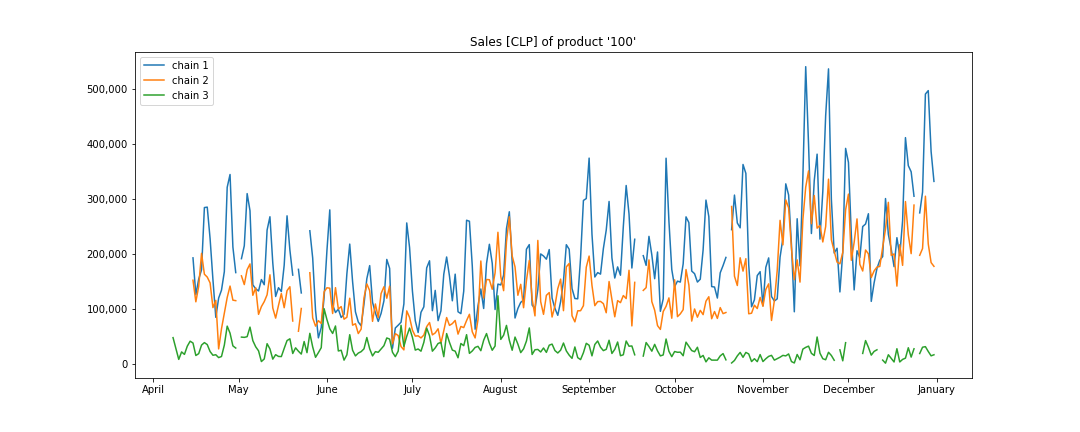 Sales [CLP] of product '100'
chain 1
chain 2
chain 3
500,000
400,000
300,000
200,000
100,000
0
April May June July August September October November December January